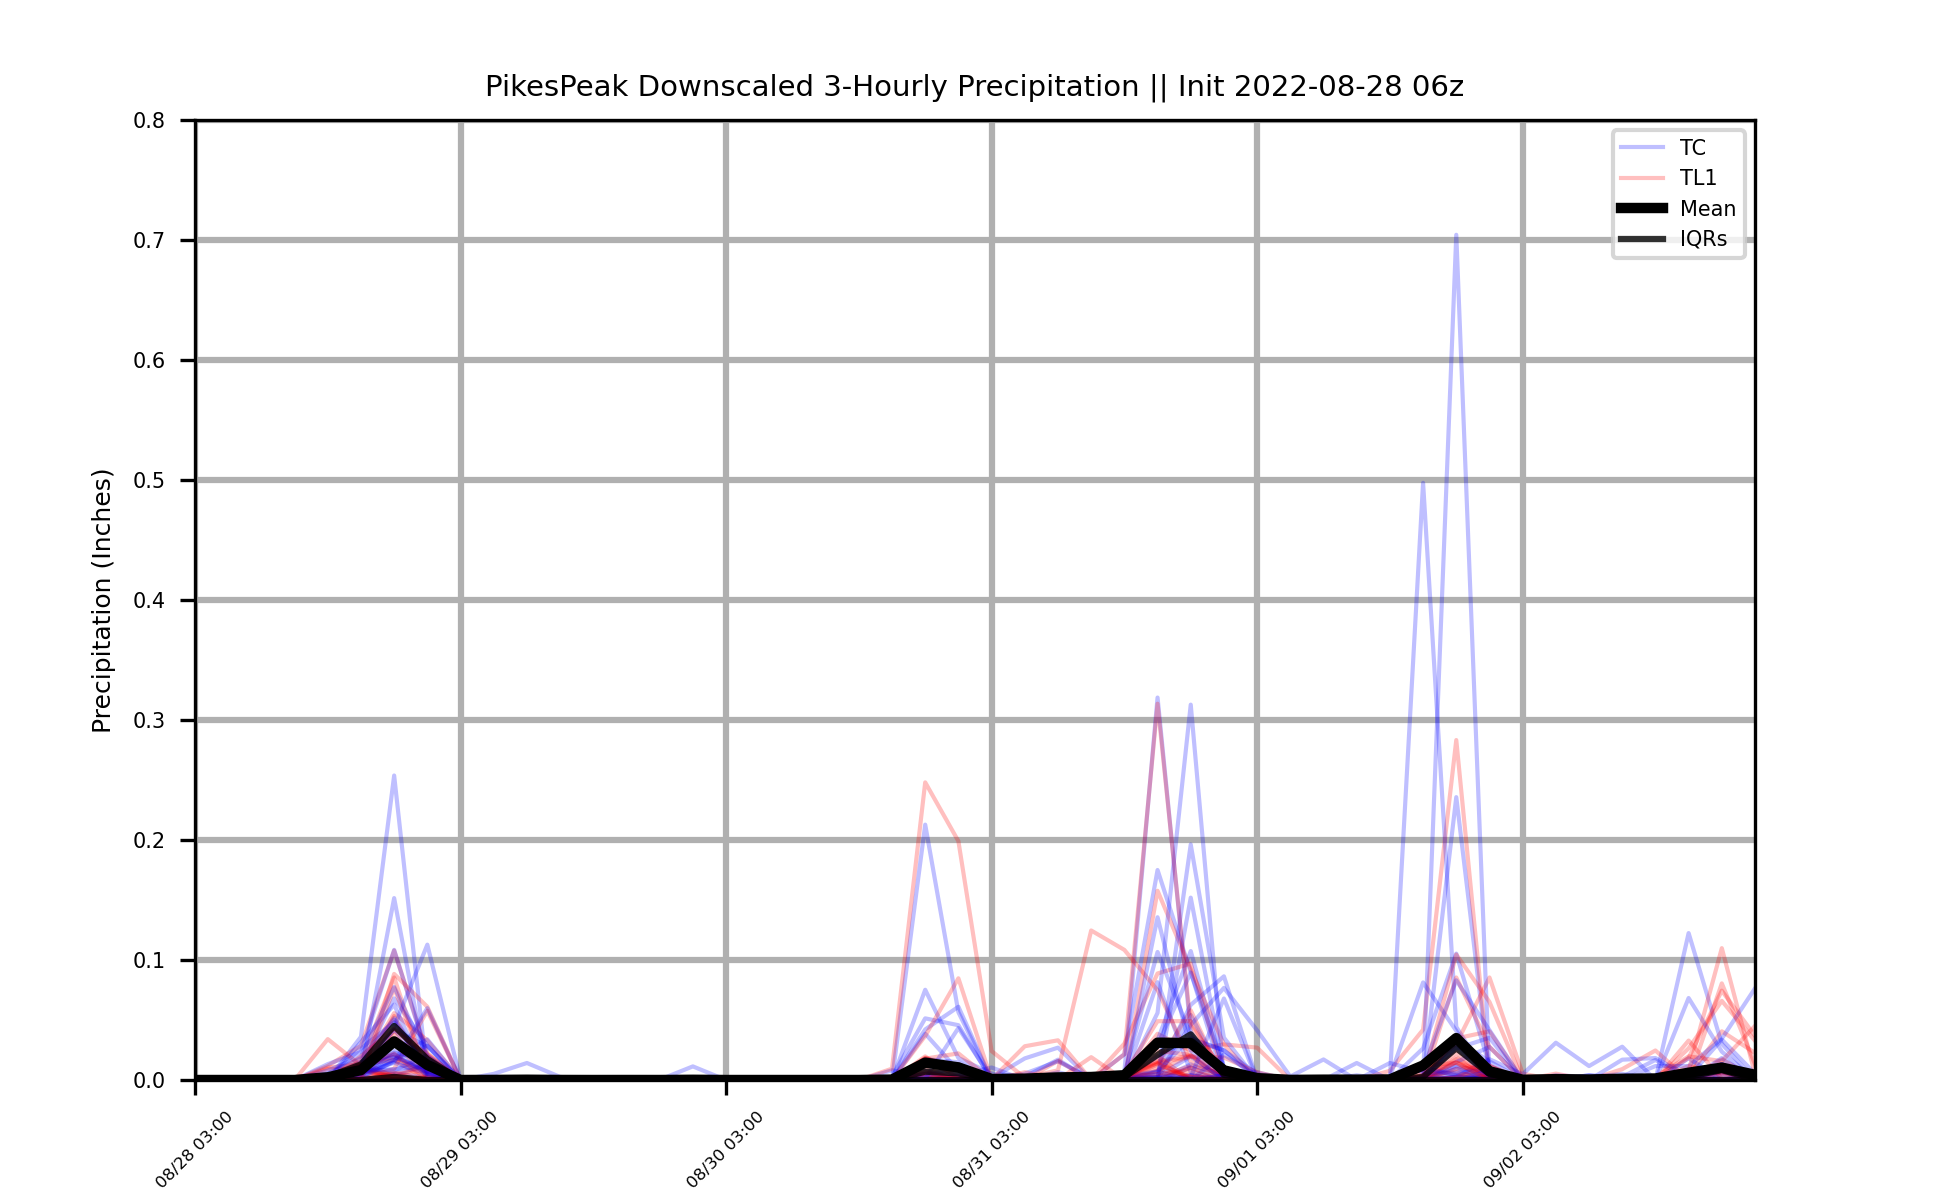 PikesPeak Downscaled 3-Hourly Precipitation || Init 2022-08-28 06z
Precipitation (Inches)
0.8
0.7
0.6
0.5
0.4
0.3
0.2
0.1
0.0
TC
TL1
Mean
IQRs
08/28 03:00
08/29 03:00
08/30 03:00
08/31 03:00
09/01 03:00
09/02 03:00